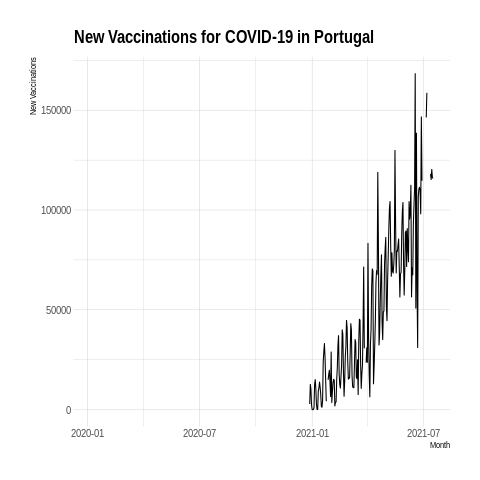 New Vaccinations for COVID-19 in Portugal
New Vaccinations
150000
100000
50000
0
2020-01 2020-07 2021-01 2021-07
Month